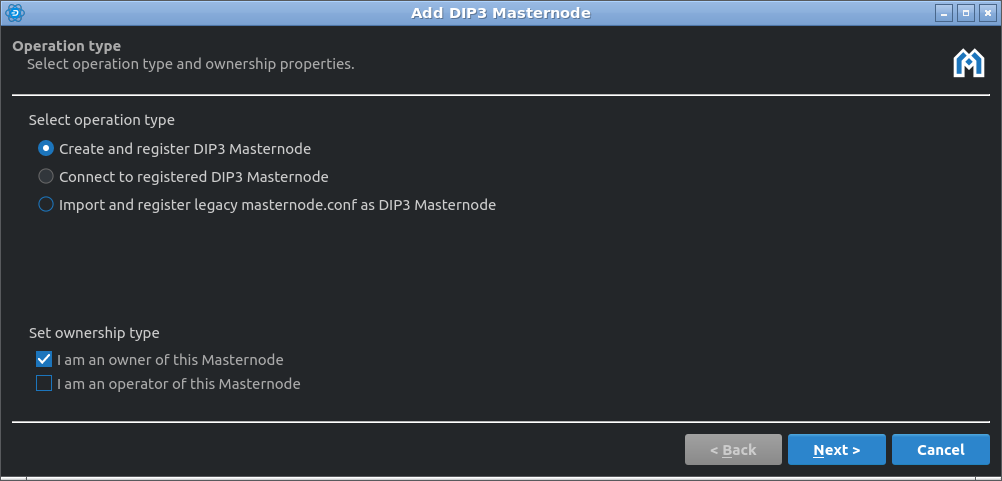 Add DIP3 Masternode
Operation type
Select operation type and ownership properties.
Select operation type
Create and register DIP3 Masternode
Connect to registered DIP3 Masternode
Import and register legacy masternode.conf as DIP3 Masternode
Set ownership type
I am an owner of this Masternode
I am an operator of this Masternode
< Back
Next >
Cancel